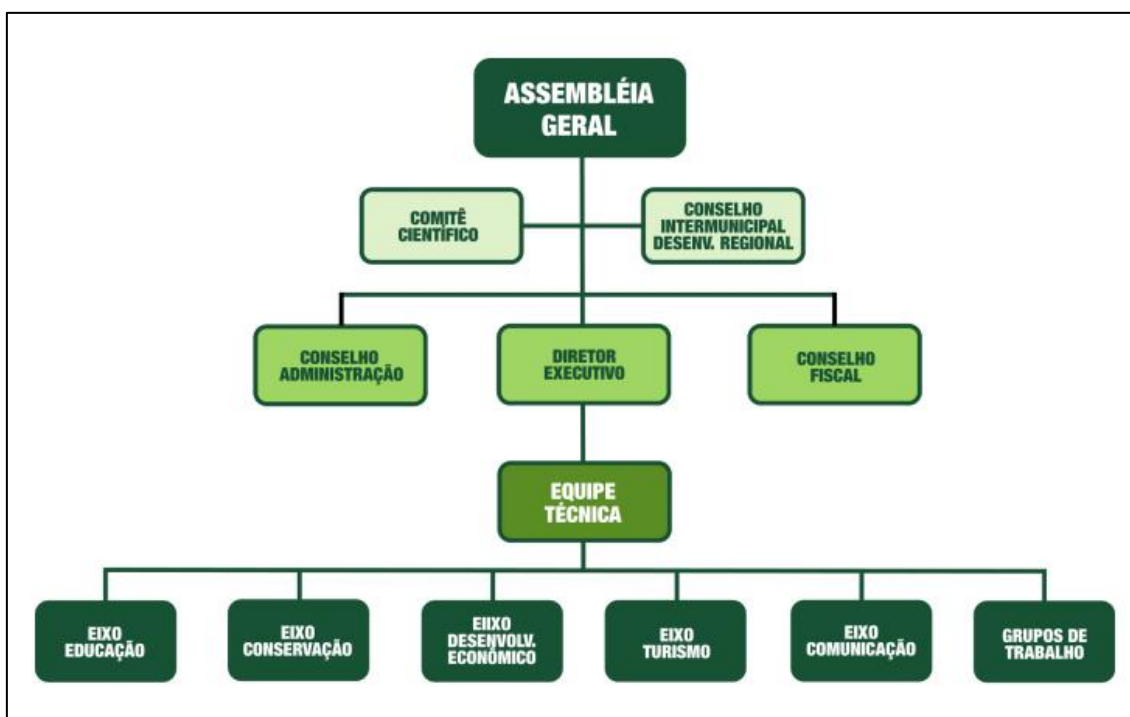 ASSEMBLÉIA
GERAL
COMITÊ
CIENTÍFICO
CONSELHO
INTERMUNICIPAL
DESENV. REGIONAL
CONSELHO
ADMINISTRAÇÃO
DIRETOR
EXECUTIVO
CONSELHO
FISCAL
EQUIPE
TÉCNICA
EIXO
EDUCAÇÃO
EIXO
CONSERVAÇÃO
EIIXO
DESENVOLV.
ECONÔMICO
EIXO
TURISMO
EIXO
COMUNICAÇÃO
GRUPOS DE
TRABALHO